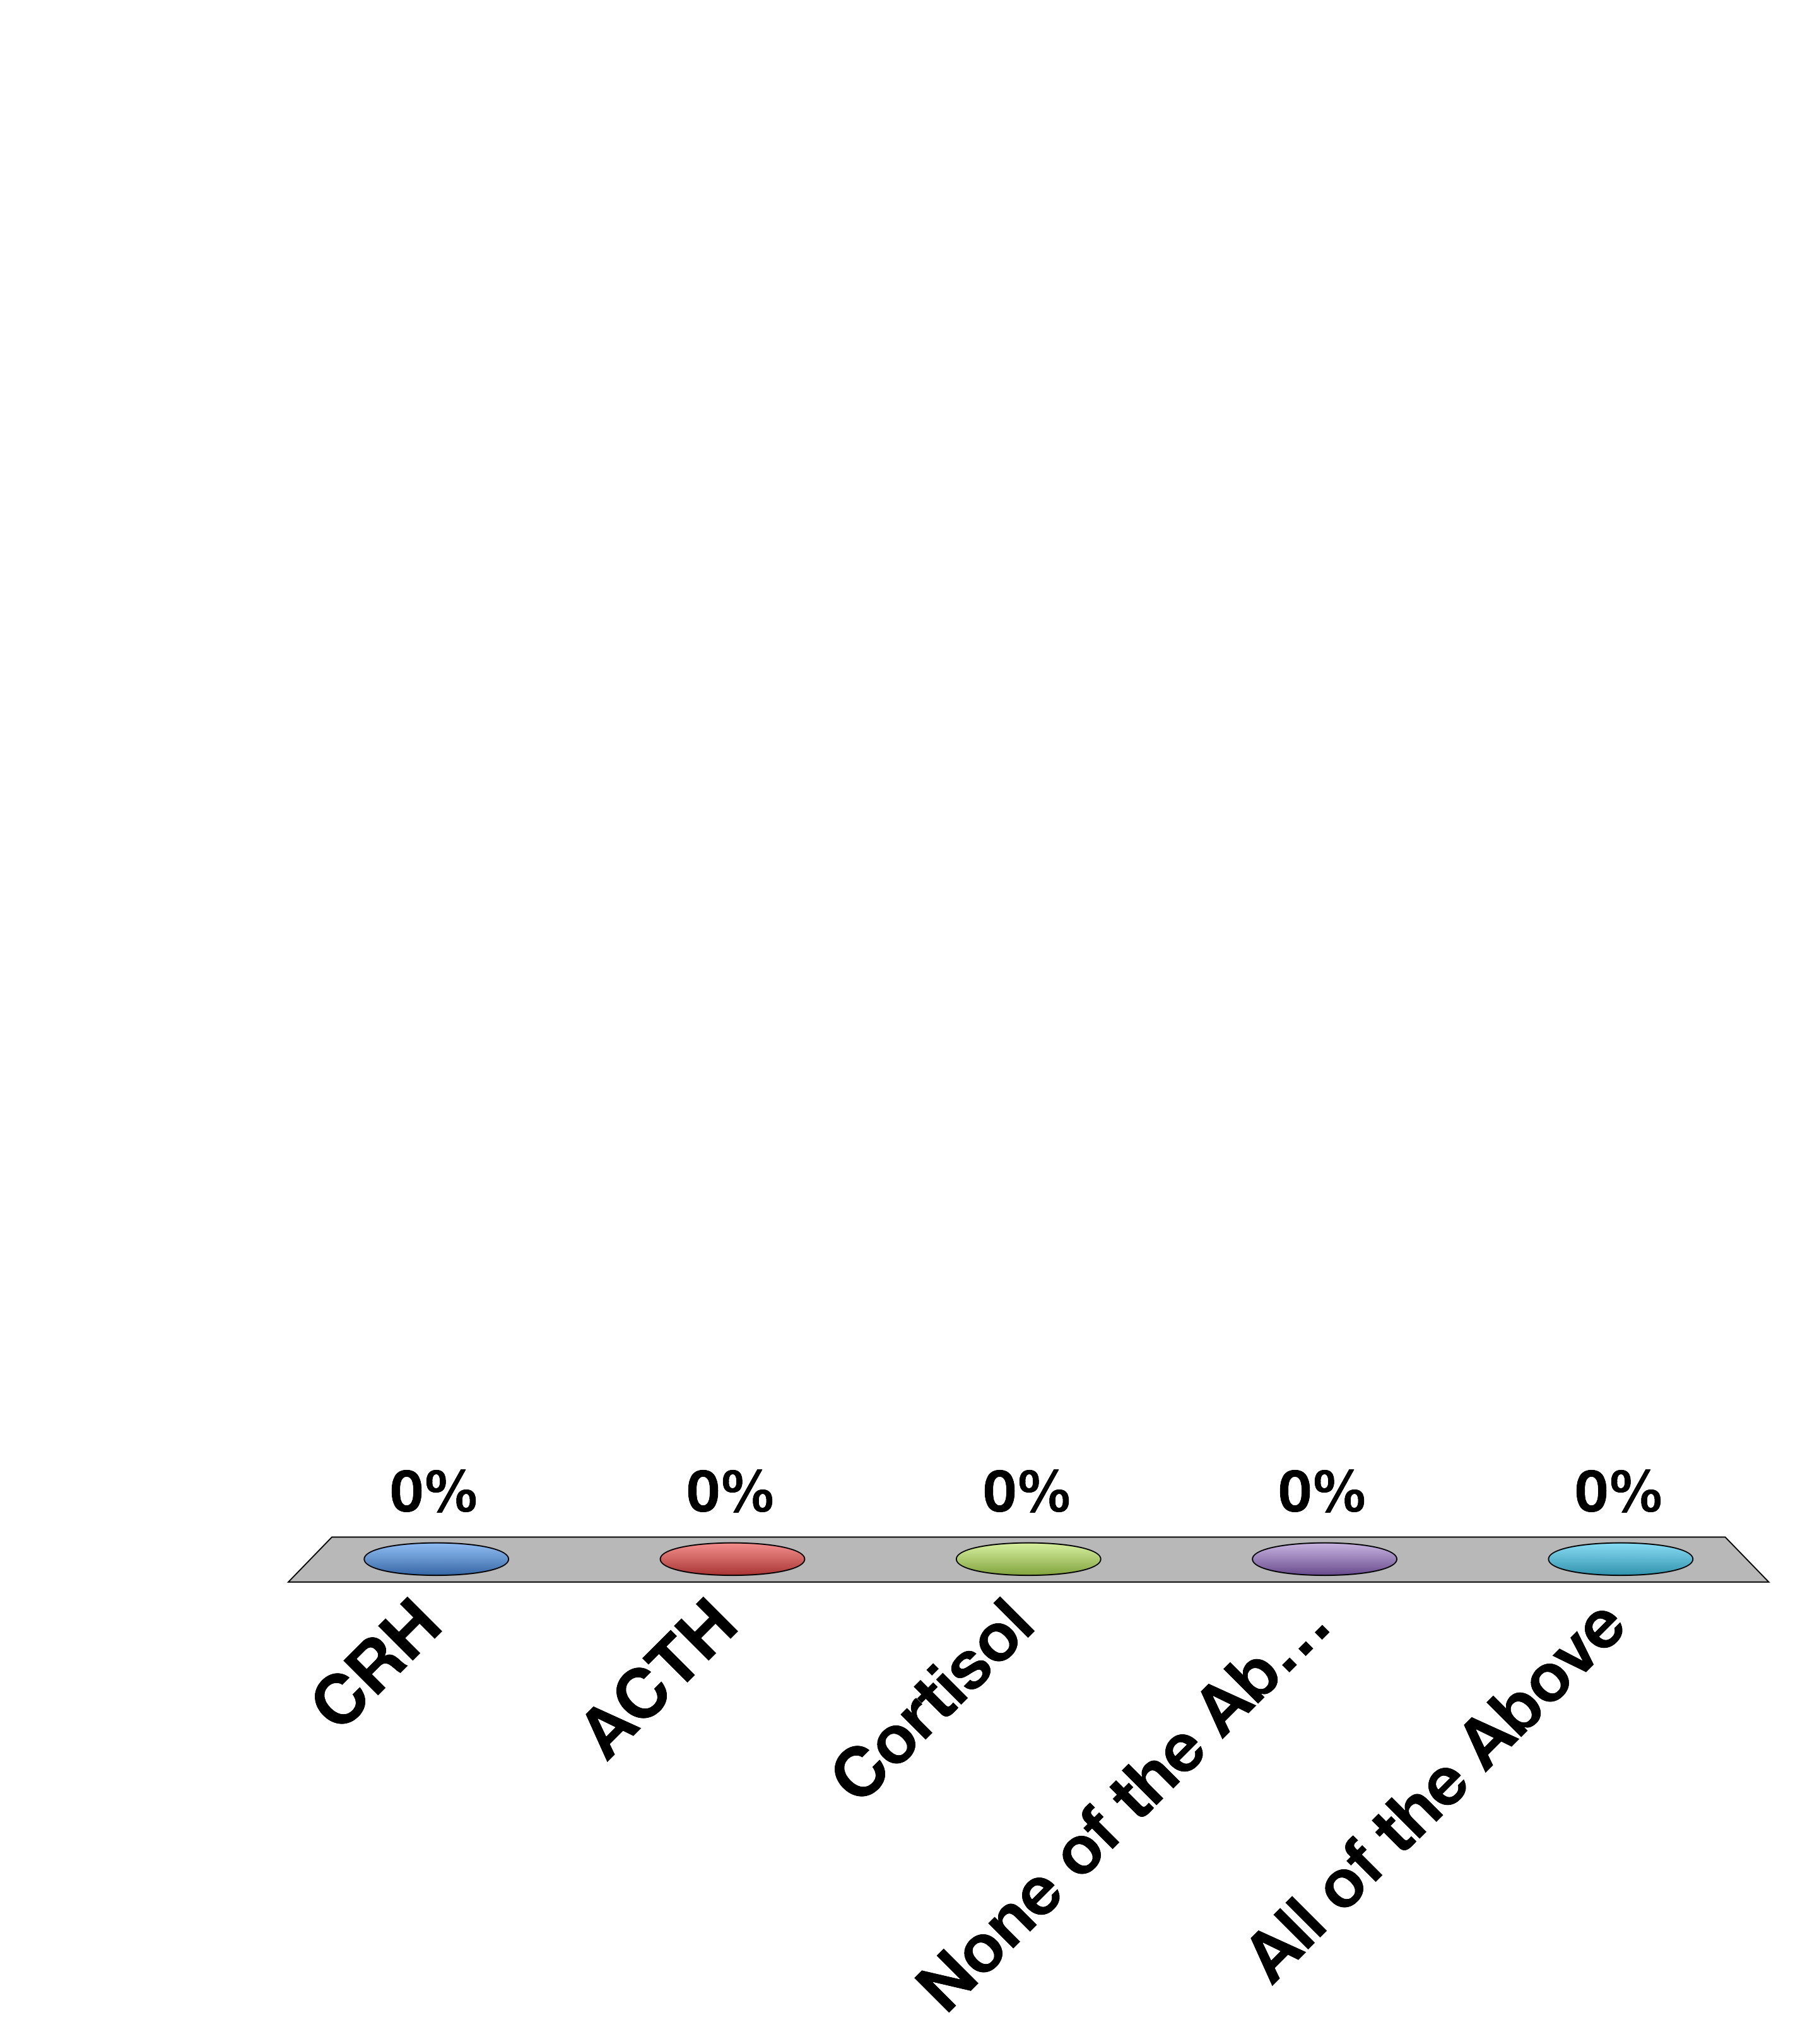 0% 0% 0% 0% 0%
CRH
ACTH
Cortisol
None of the Ab...
All of the Above